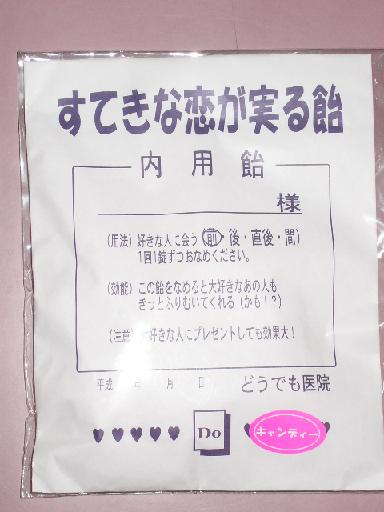 すてきな恋が実る飴
内用飴
様
(用法) 好きな人に会う 前・後・直後・間)
1回1錠ずつおなめください。
(効能) この飴をなめると大好きなあの人も
きっとふりむいてくれる(かも！？)
(注意) 大好きな人にプレゼントしても効果大！
平成 年 月 日 どうでも医院
♥♥♥♥♥ Do ♥ キャンディー